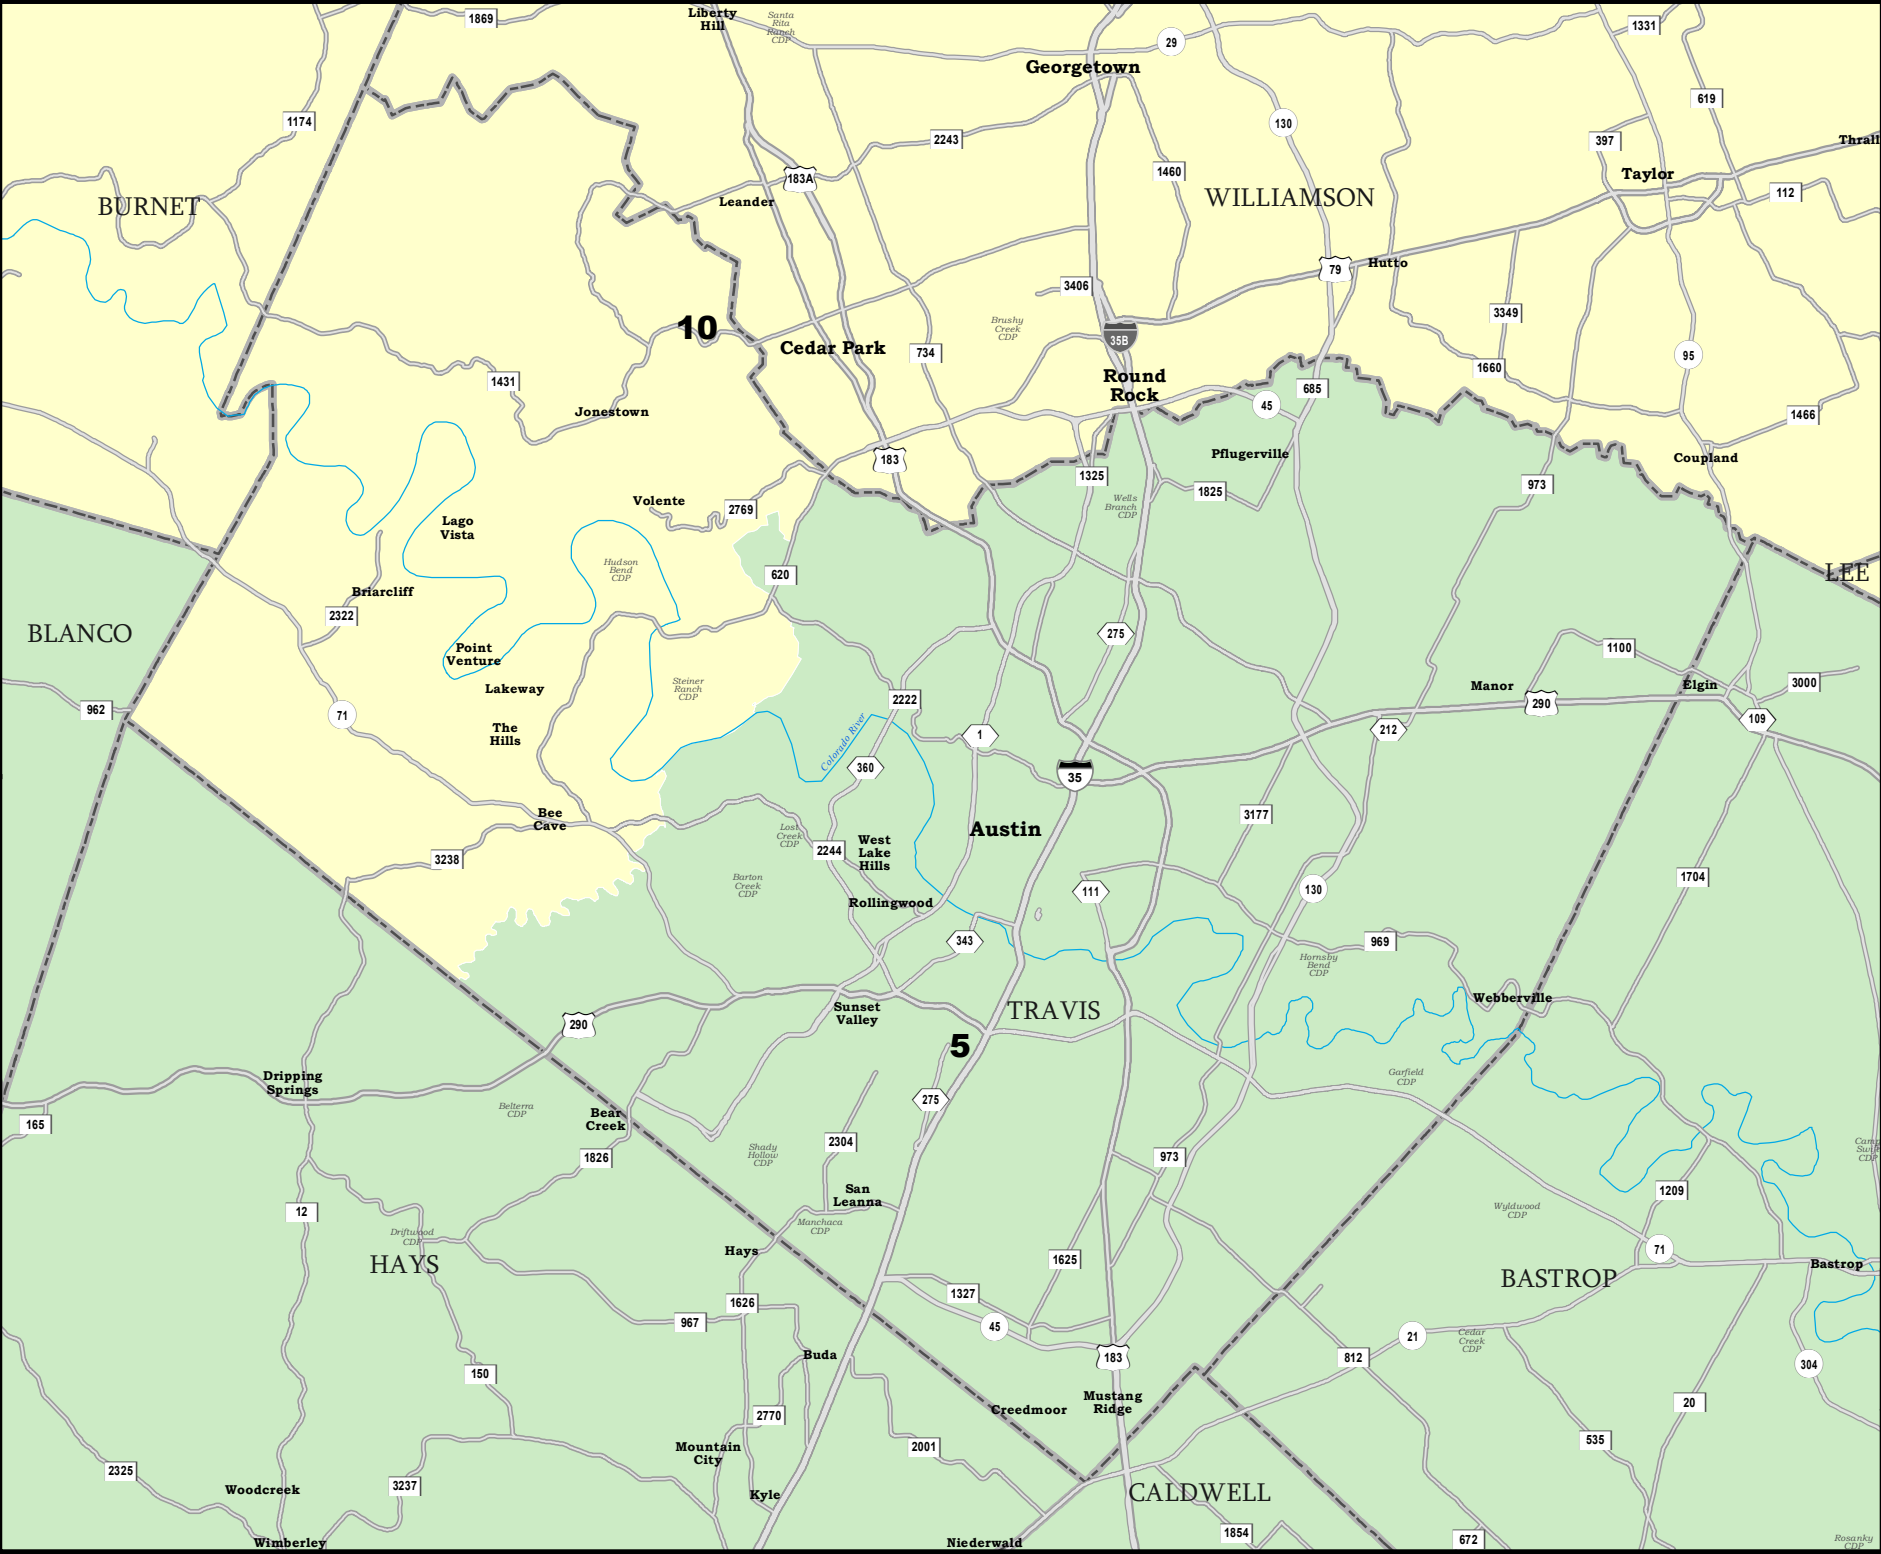 1869
Liberty
Hill
Santa
Rita
Ranch
CDP
29
1331
Georgetown
619
1174
130
2243
397
Thrall
183A
1460
Taylor
112
BURNET
Leander
WILLIAMSON
79
Hutto
3406
10
Brushy
Creek
CDP
35B
3349
Cedar Park
734
95
1431
Round
Rock
685
1660
Jonestown
45
1466
183
Pflugerville
Coupland
1325
1825
973
Volente
2769
Wells
Branch
CDP
Lago
Vista
Hudson
Bend
CDP
620
LEE
Briarcliff
2322
BLANCO
275
1100
Point
Venture
Steiner
Ranch
CDP
Lakeway
2222
Manor
Elgin
3000
962
71
290
109
The
Hills
1
212
Colorado River
360
35
Bee
Cave
Lost
Creek
CDP
Austin
3177
3238
2244
West
Lake
Hills
1704
Barton
Creek
CDP
111
130
Rollingwood
343
969
Hornsby
Bend
CDP
Webberville
290
Sunset
Valley
TRAVIS
5
Dripping
Springs
Garfield
CDP
165
Belterra
CDP
Bear
Creek
275
2304
Shady
Hollow
CDP
1826
973
Camp
Swift
CDP
12
San
Leanna
1209
Driftwood
CDP
Manchaca
CDP
Wyldwood
CDP
HAYS
Hays
1625
71
Bastrop
BASTROP
1626
1327
967
45
21
Cedar
Creek
CDP
Buda
183
812
304
150
Mustang
Ridge
Creedmoor
20
2770
Mountain
City
2001
535
2325
3237
Woodcreek
Kyle
CALDWELL
1854
672
Wimberley
Niederwald
Rosanky
CDP